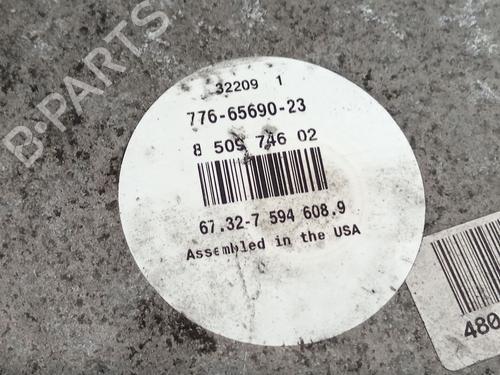 B-PARTS
32209 1
776-65690-23
8 509 746 02
67.32-7 594 608.9
Assembled in the USA
480